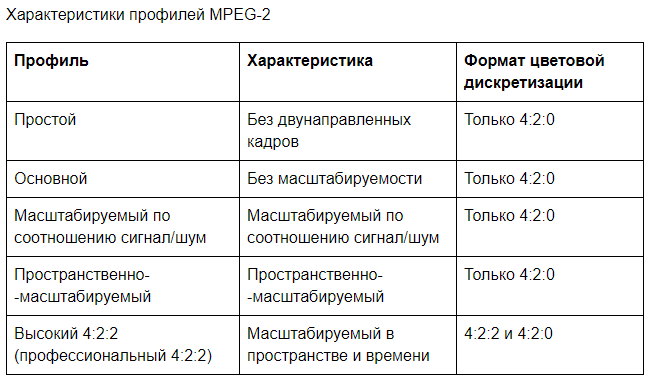 Характеристики профилей MPEG-2
Профиль
Характеристика
Формат цветовой
дискретизации
Простой
Без двунаправленных
кадров
Только 4:2:0
Основной
Без масштабируемости
Только 4:2:0
Масштабируемый по
соотношению сигнал/шум
Масштабируемый по
соотношению сигнал/шум
Только 4:2:0
Пространственно-
-масштабируемый
Пространственно-
-масштабируемый
Только 4:2:0
Высокий 4:2:2
(профессиональный 4:2:2)
Масштабируемый в
пространстве и времени
4:2:2 и 4:2:0